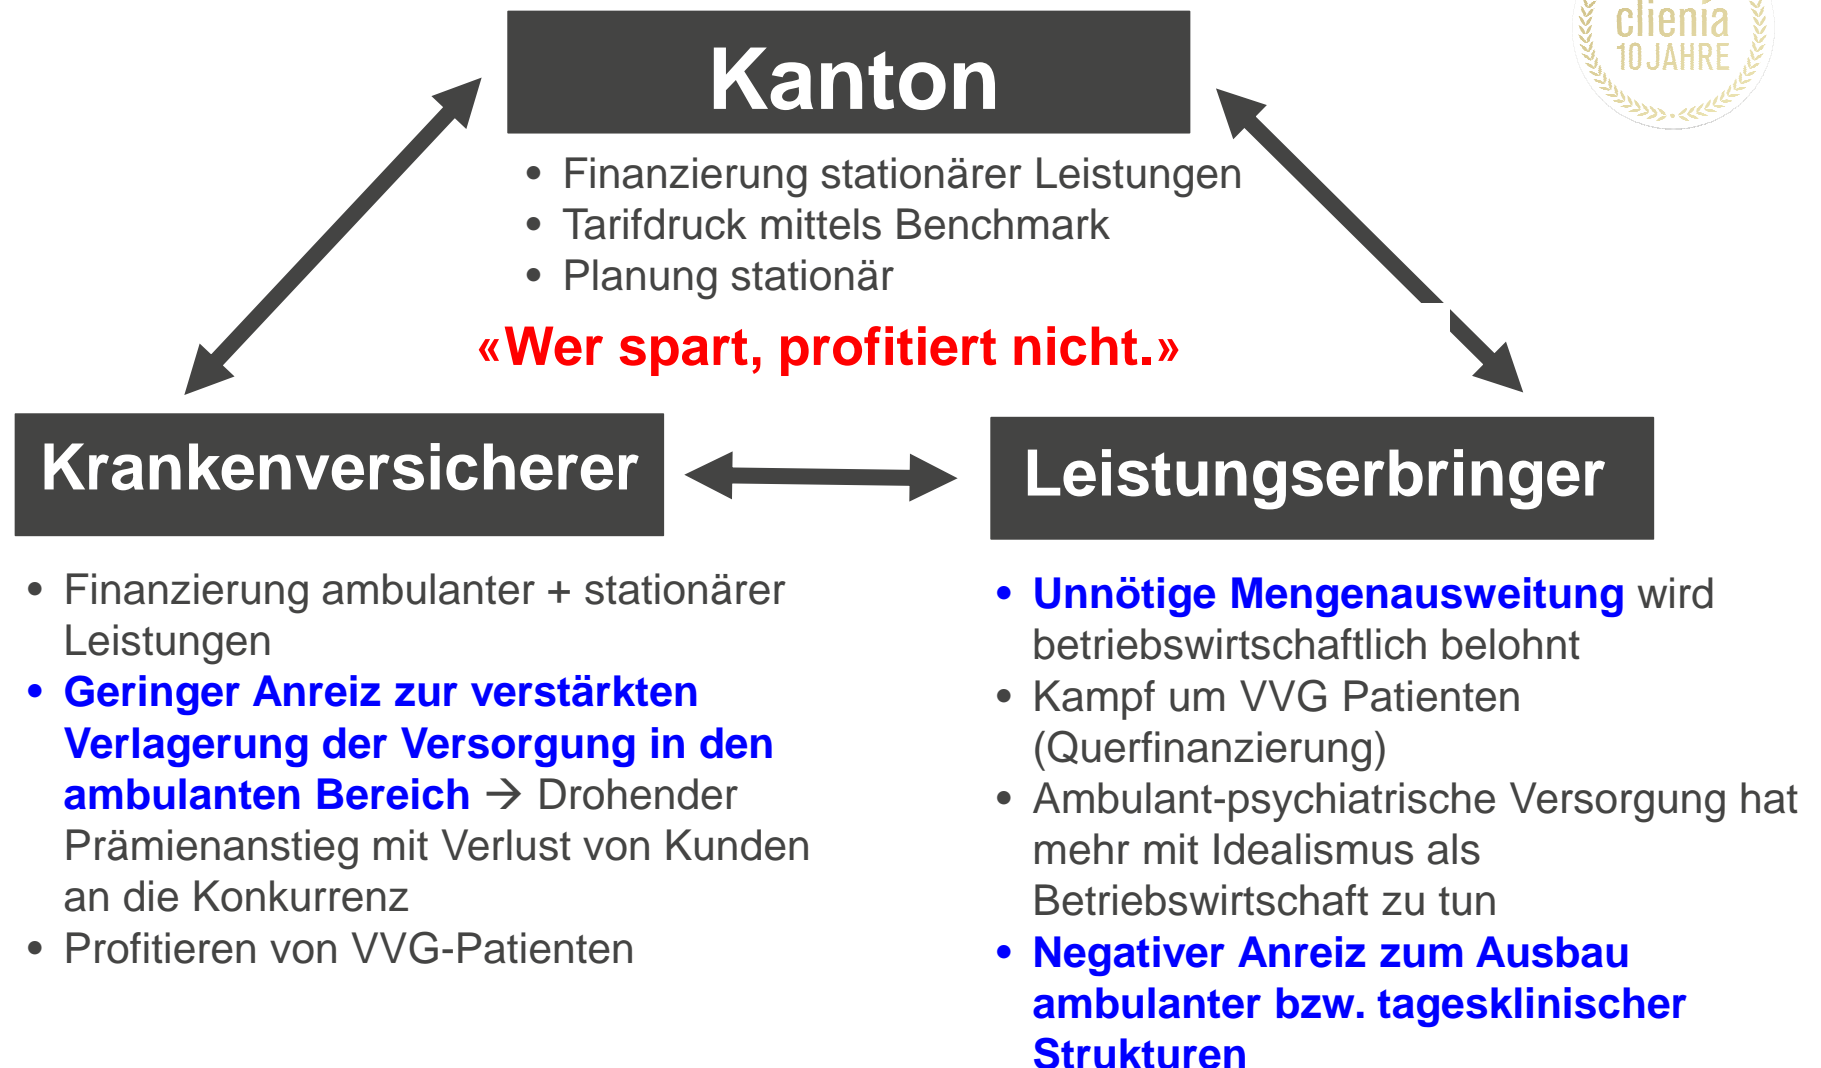 clienia
10 JAHRE
Kanton
• Finanzierung stationärer Leistungen
• Tarifdruck mittels Benchmark
• Planung stationär
«Wer spart, profitiert nicht.»
Krankenversicherer
• Finanzierung ambulanter + stationärer
Leistungen
• Geringer Anreiz zur verstärkten
Verlagerung der Versorgung in den
ambulanten Bereich → Drohender
Prämienanstieg mit Verlust von Kunden
an die Konkurrenz
• Profitieren von VVG-Patienten
Leistungserbringer
• Unnötige Mengenausweitung wird
betriebswirtschaftlich belohnt
• Kampf um VVG Patienten
(Querfinanzierung)
• Ambulant-psychiatrische Versorgung hat
mehr mit Idealismus als
Betriebswirtschaft zu tun
• Negativer Anreiz zum Ausbau
ambulanter bzw. tagesklinischer
Strukturen